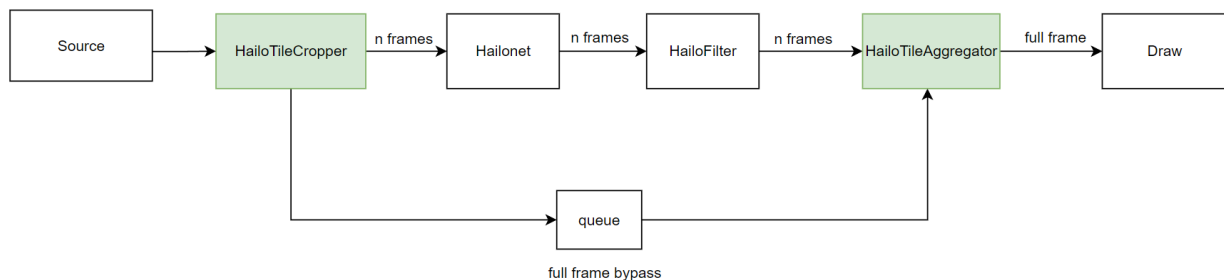 Source
HailoTileCropper
n frames
Hailonet
n frames
HailoFilter
n frames
HailoTileAggregator
full frame
Draw
queue
full frame bypass